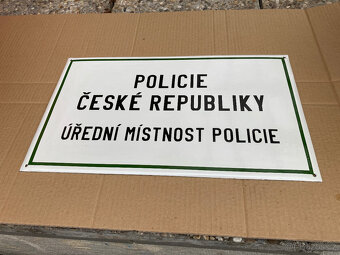 POLICIE
ČESKÉ REPUBLIKY
ÚŘEDNÍ MÍSTNOST POLICIE